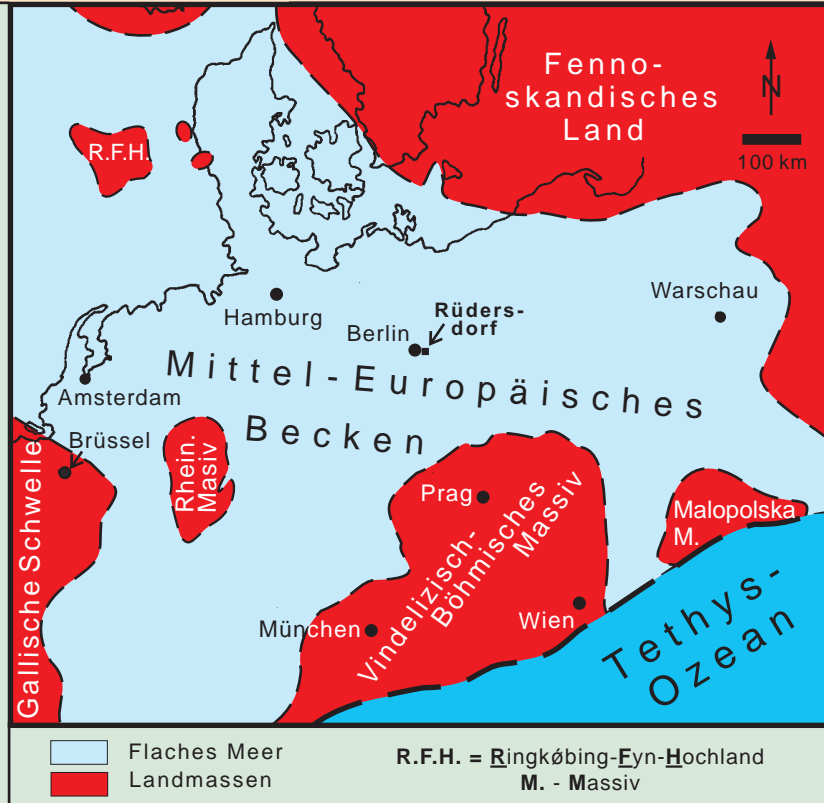 Fenno-
skandisches
Land
N
100 km
R.F.H.
Hamburg
Warschau
Rüders-
dorf
Berlin
Amsterdam
Mittel-Europäisches
Becken
Brüssel
Gallische Schwelle
Rhein.
Masiv
Prag
Vindelizisch-
Böhmisches
Massiv
Malopolska
M.
München
Wien
Tethys-
Ozean
Flaches Meer
Landmassen
R.F.H. = Ringkøbing-Fyn-Hochland
M. - Massiv